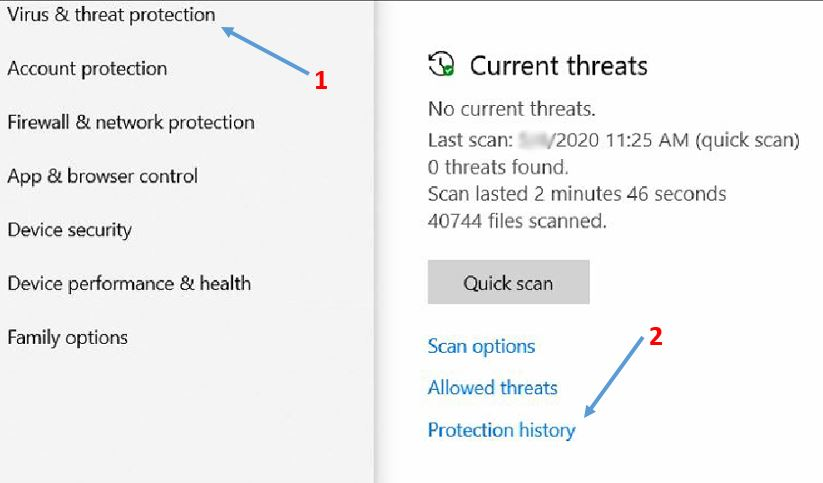 Virus & threat protection
1
Account protection
Firewall & network protection
App & browser control
Device security
Device performance & health
Family options
Current threats
No current threats.
Last scan: /2020 11:25 AM (quick scan)
0 threats found.
Scan lasted 2 minutes 46 seconds
40744 files scanned.
Quick scan
2
Scan options
Allowed threats
Protection history